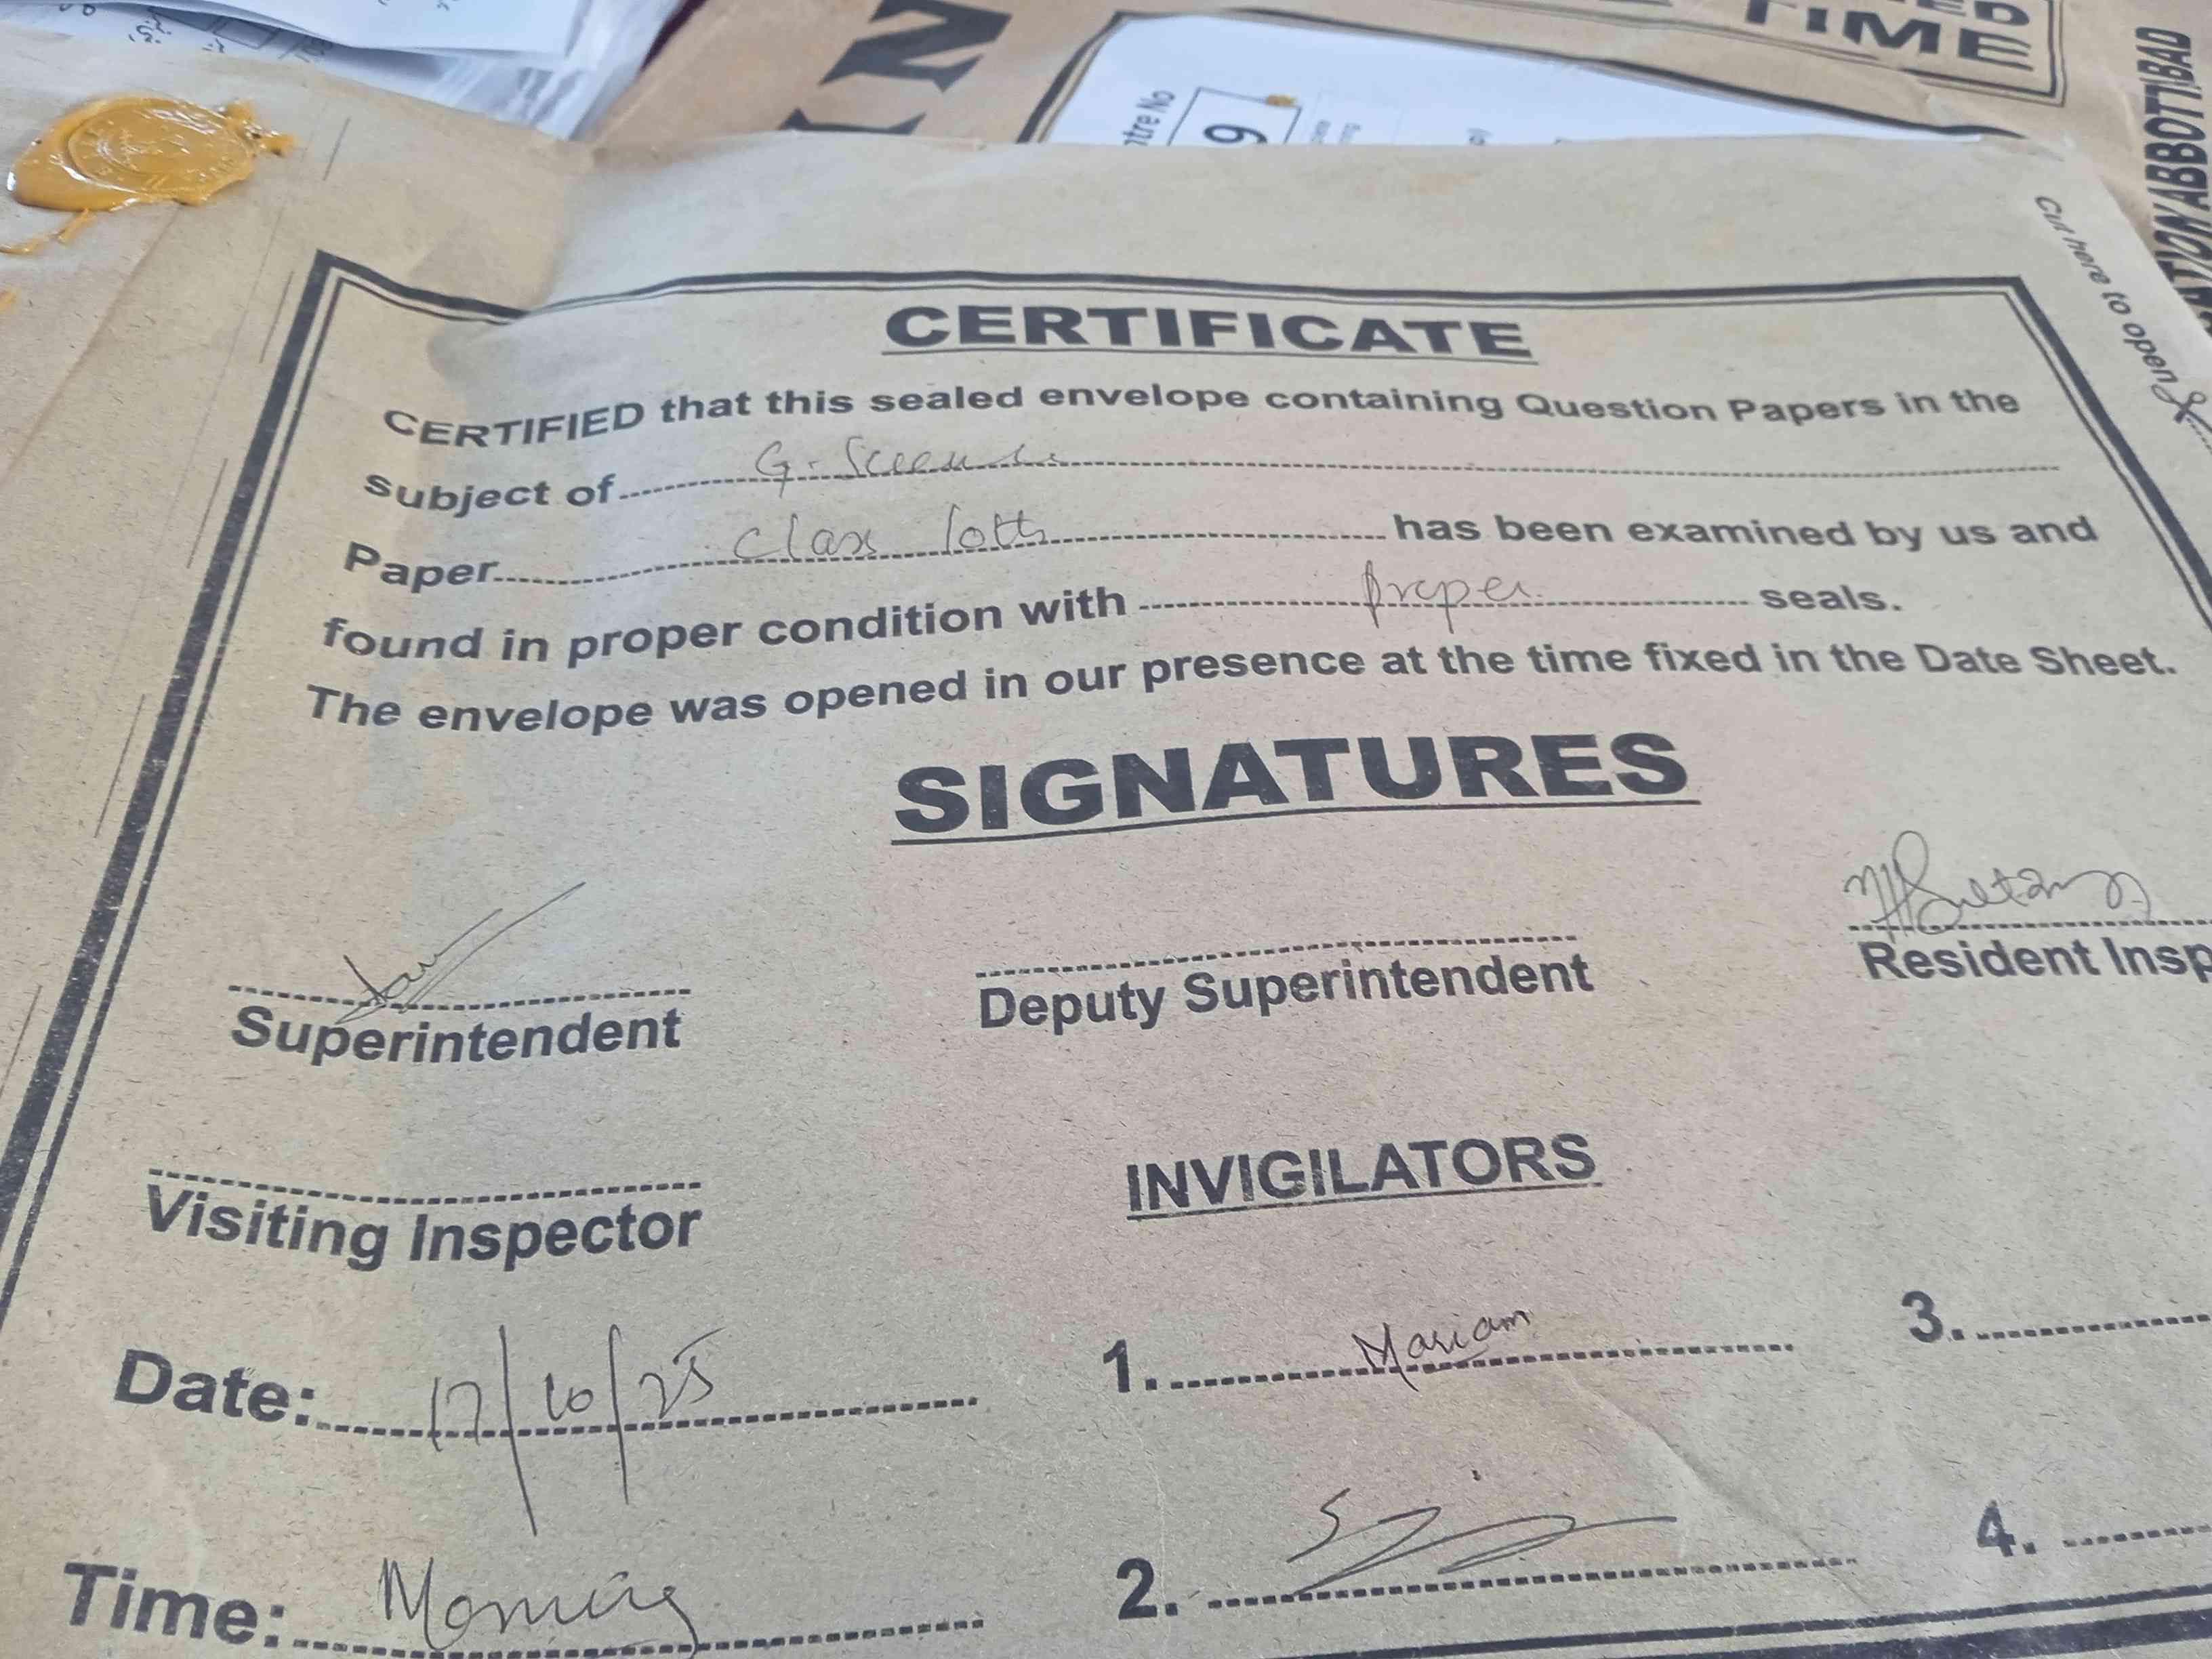 IN
TIME
tre No
9
ABBOTTBAD
Cut here to open
CERTIFICATE
CERTIFIED that this sealed envelope containing Question Papers in the
subject of G. Science
Paper Class 10th has been examined by us and
found in proper condition with proper seals.
The envelope was opened in our presence at the time fixed in the Date Sheet.
SIGNATURES
Superintendent
Deputy Superintendent
Resident Insp
Visiting Inspector
INVIGILATORS
Date: 17/10/25
1. Mariam
3.
Time: Morning
2.
4.